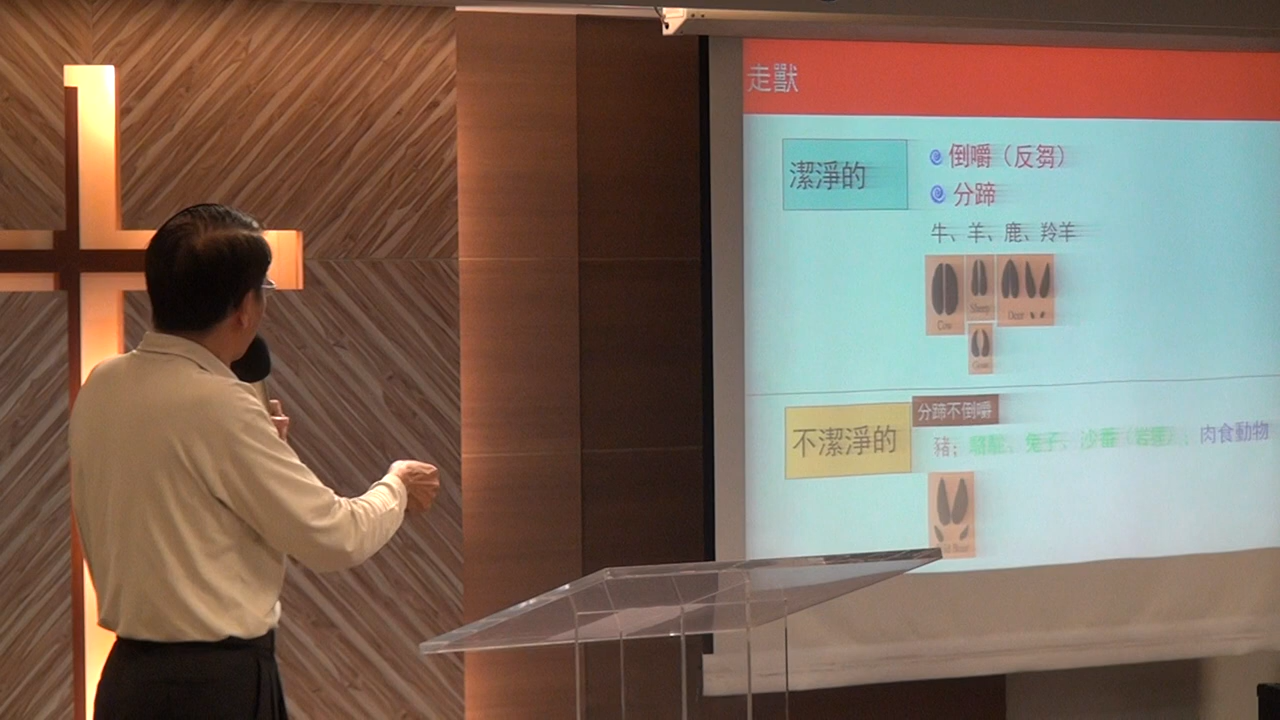 走獸
潔淨的
倒嚼（反芻）
分蹄
牛、羊、鹿、羚羊
Cow
Sheep
Deer
不潔淨的
分蹄不倒嚼
豬；駱駝、兔子、沙番（岩狸）；肉食動物